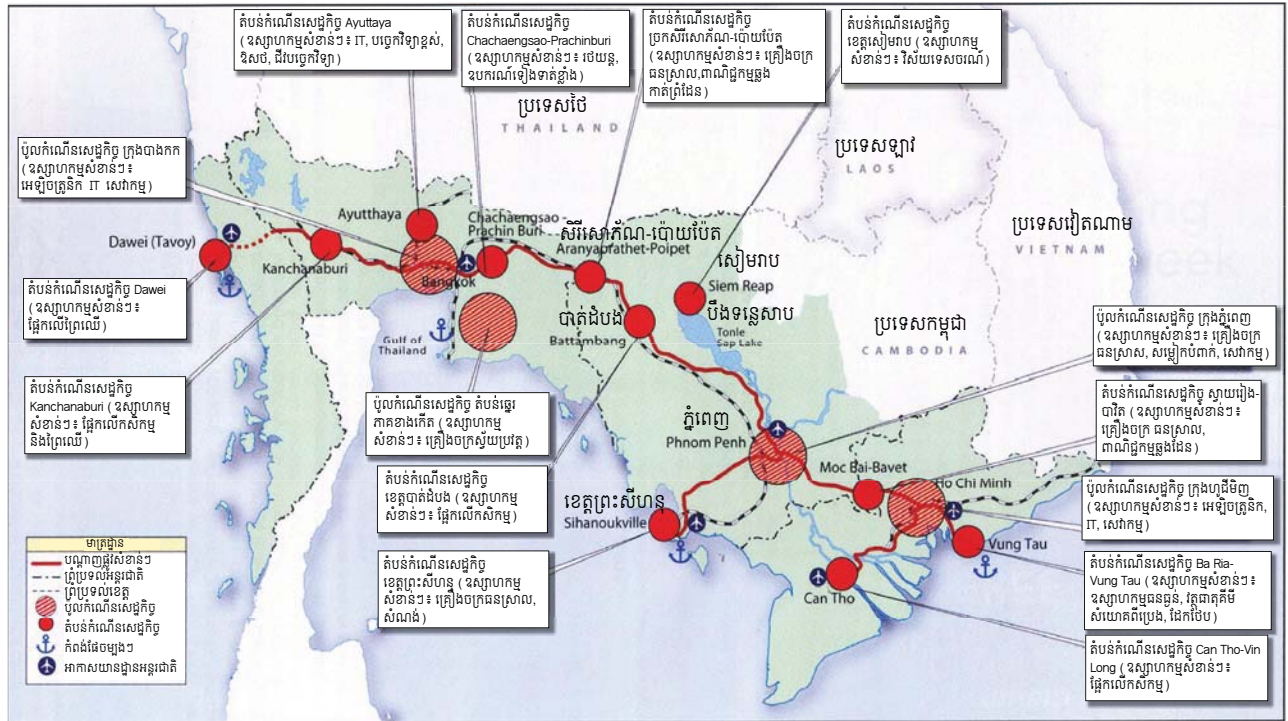 តំបន់កំណើនសេដ្ឋកិច្ច Ayuttaya
(ឧស្សាហកម្មសំខាន់ៗ៖ IT, បច្ចេកវិទ្យាខ្ពស់,
ឱសថ, ជីវបច្ចេកវិទ្យា)
តំបន់កំណើនសេដ្ឋកិច្ច
Chachaengsao-Prachinburi
(ឧស្សាហកម្មសំខាន់ៗ៖ រថយន្ត,
ឧបករណ៍ទៀងទាត់ខ្លាំង)
តំបន់កំណើនសេដ្ឋកិច្ច
ច្រកសិរីសោភ័ណ-ប៉ោយប៉ែត
(ឧស្សាហកម្មសំខាន់ៗ៖ គ្រឿងចក្រ
ធនស្រាល,ពាណិជ្ជកម្មឆ្លង
កាត់ព្រំដែន)
តំបន់កំណើនសេដ្ឋកិច្ច
ខេត្តសៀមរាប (ឧស្សាហកម្ម
សំខាន់ៗ៖ វិស័យទេសចរណ៍)
ប្រទេសថៃ
THAILAND
ប៉ូលកំណើនសេដ្ឋកិច្ច ក្រុងបាងកក
(ឧស្សាហកម្មសំខាន់ៗ៖
អេឡិចត្រូនិក IT សេវាកម្ម)
ប្រទេសឡាវ
LAOS
ប្រទេសវៀតណាម
VIETNAM
Ayutthaya
Chachaengsao
Prachin Buri
សិរីសោភ័ណ-ប៉ោយប៉ែត
Aranyaprathet-Poipet
Dawei (Tavoy)
Kanchanaburi
Bangkok
សៀមរាប
Siem Reap
តំបន់កំណើនសេដ្ឋកិច្ច Dawei
(ឧស្សាហកម្មសំខាន់ៗ៖
ផ្អែកលើព្រៃឈើ)
បាត់ដំបង
Battambang
បឹងទន្លេសាប
Tonle
Sap Lake
Gulf of
Thailand
ប្រទេសកម្ពុជា
CAMBODIA
ប៉ូលកំណើនសេដ្ឋកិច្ច ក្រុងភ្នំពេញ
(ឧស្សាហកម្មសំខាន់ៗ៖ គ្រឿងចក្រ
ធនស្រាស, សម្លៀកបំពាក់, សេវាកម្ម)
តំបន់កំណើនសេដ្ឋកិច្ច
Kanchanaburi (ឧស្សាហកម្ម
សំខាន់ៗ៖ ផ្អែកលើកសិកម្ម
និងព្រៃឈើ)
ប៉ូលកំណើនសេដ្ឋកិច្ច តំបន់ឆ្នេរ
ភាគខាងកើត (ឧស្សាហកម្ម
សំខាន់ៗ៖ គ្រឿងចក្រស្វ័យប្រវត្ត)
តំបន់កំណើនសេដ្ឋកិច្ច ស្វាយរៀង-
បាវិត (ឧស្សាហកម្មសំខាន់ៗ៖
គ្រឿងចក្រ ធនស្រាល,
ពាណិជ្ជកម្មឆ្លងដែន)
ភ្នំពេញ
Phnom Penh
Moc Bai-Bavet
Ho Chi Minh
តំបន់កំណើនសេដ្ឋកិច្ច
ខេត្តបាត់ដំបង (ឧស្សាហកម្ម
សំខាន់ៗ៖ ផ្អែកលើកសិកម្ម)
ខេត្តព្រះសីហនុ
Sihanoukville
ប៉ូលកំណើនសេដ្ឋកិច្ច ក្រុងហូជីមិញ
(ឧស្សាហកម្មសំខាន់ៗ៖ អេឡិចត្រូនិក,
IT, សេវាកម្ម)
Vung Tau
តំបន់កំណើនសេដ្ឋកិច្ច
ខេត្តព្រះសីហនុ (ឧស្សាហកម្ម
សំខាន់ៗ៖ គ្រឿងចក្រធនស្រាល,
សំណង់)
តំបន់កំណើនសេដ្ឋកិច្ច Ba Ria-
Vung Tau (ឧស្សាហកម្មសំខាន់ៗ៖
ឧស្សាហកម្មធនធ្ងន់, វត្ថុធាតុគីមី
សំយោគពីប្រេង, ដែកថែប)
Can Tho
តំបន់កំណើនសេដ្ឋកិច្ច Can Tho-Vin
Long (ឧស្សាហកម្មសំខាន់ៗ៖
ផ្អែកលើកសិកម្ម)
មាត្រដ្ឋាន
បណ្តាញផ្លូវសំខាន់ៗ
ព្រំប្រទល់អន្តរជាតិ
ព្រប្រទល់ខេត្ត
ប៉ូលកំណើនសេដ្ឋកិច្ច
តំបន់កំណើនសេដ្ឋកិច្ច
កំពង់ផែចម្បងៗ
អាកាសយានដ្ឋានអន្តរជាតិ